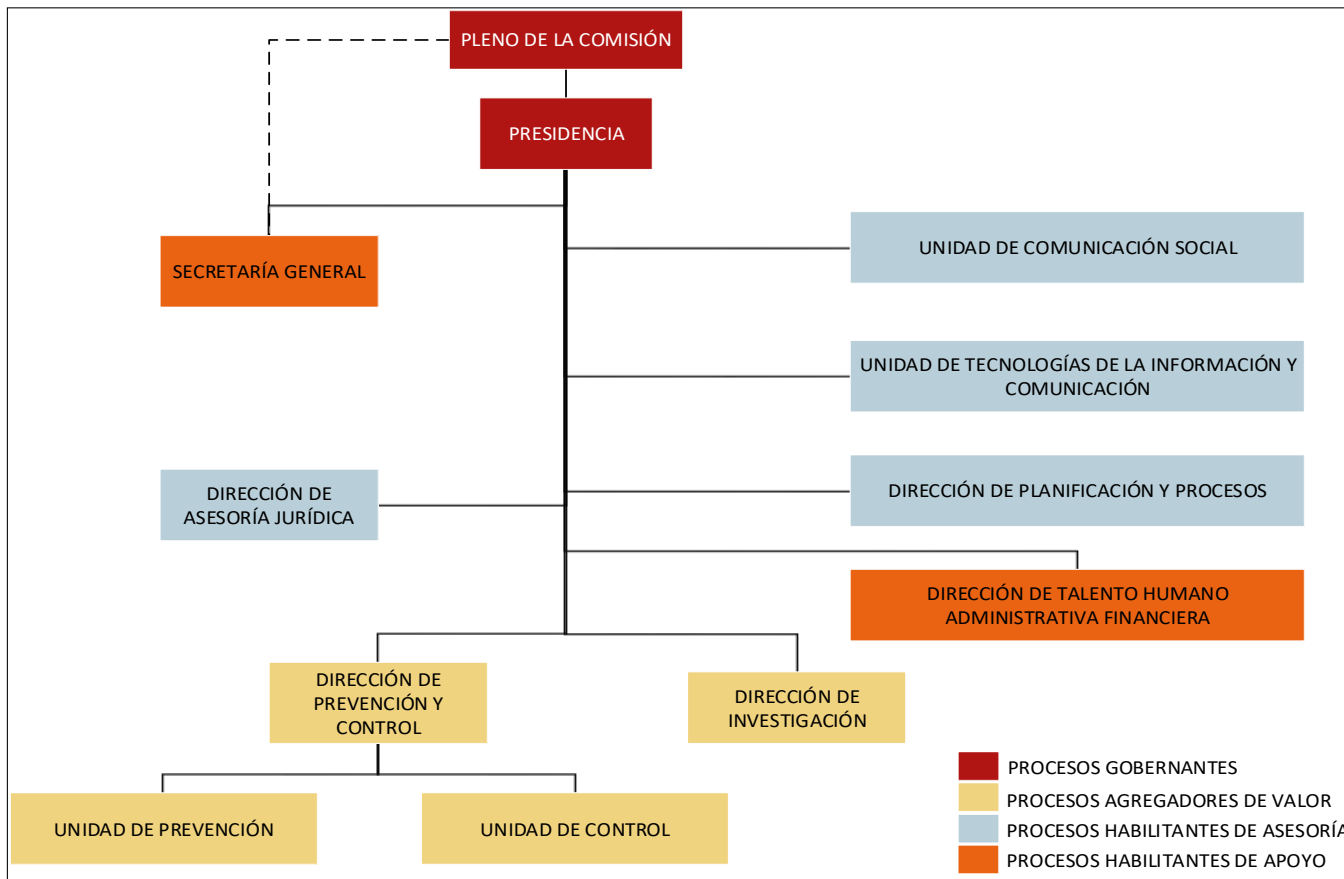 PLENO DE LA COMISIÓN
PRESIDENCIA
SECRETARÍA GENERAL
UNIDAD DE COMUNICACIÓN SOCIAL
UNIDAD DE TECNOLOGÍAS DE LA INFORMACIÓN Y
COMUNICACIÓN
DIRECCIÓN DE
ASESORÍA JURÍDICA
DIRECCIÓN DE PLANIFICACIÓN Y PROCESOS
DIRECCIÓN DE TALENTO HUMANO
ADMINISTRATIVA FINANCIERA
DIRECCIÓN DE
PREVENCIÓN Y
CONTROL
DIRECCIÓN DE
INVESTIGACIÓN
UNIDAD DE PREVENCIÓN
UNIDAD DE CONTROL
PROCESOS GOBERNANTES
PROCESOS AGREGADORES DE VALOR
PROCESOS HABILITANTES DE ASESORÍA
PROCESOS HABILITANTES DE APOYO